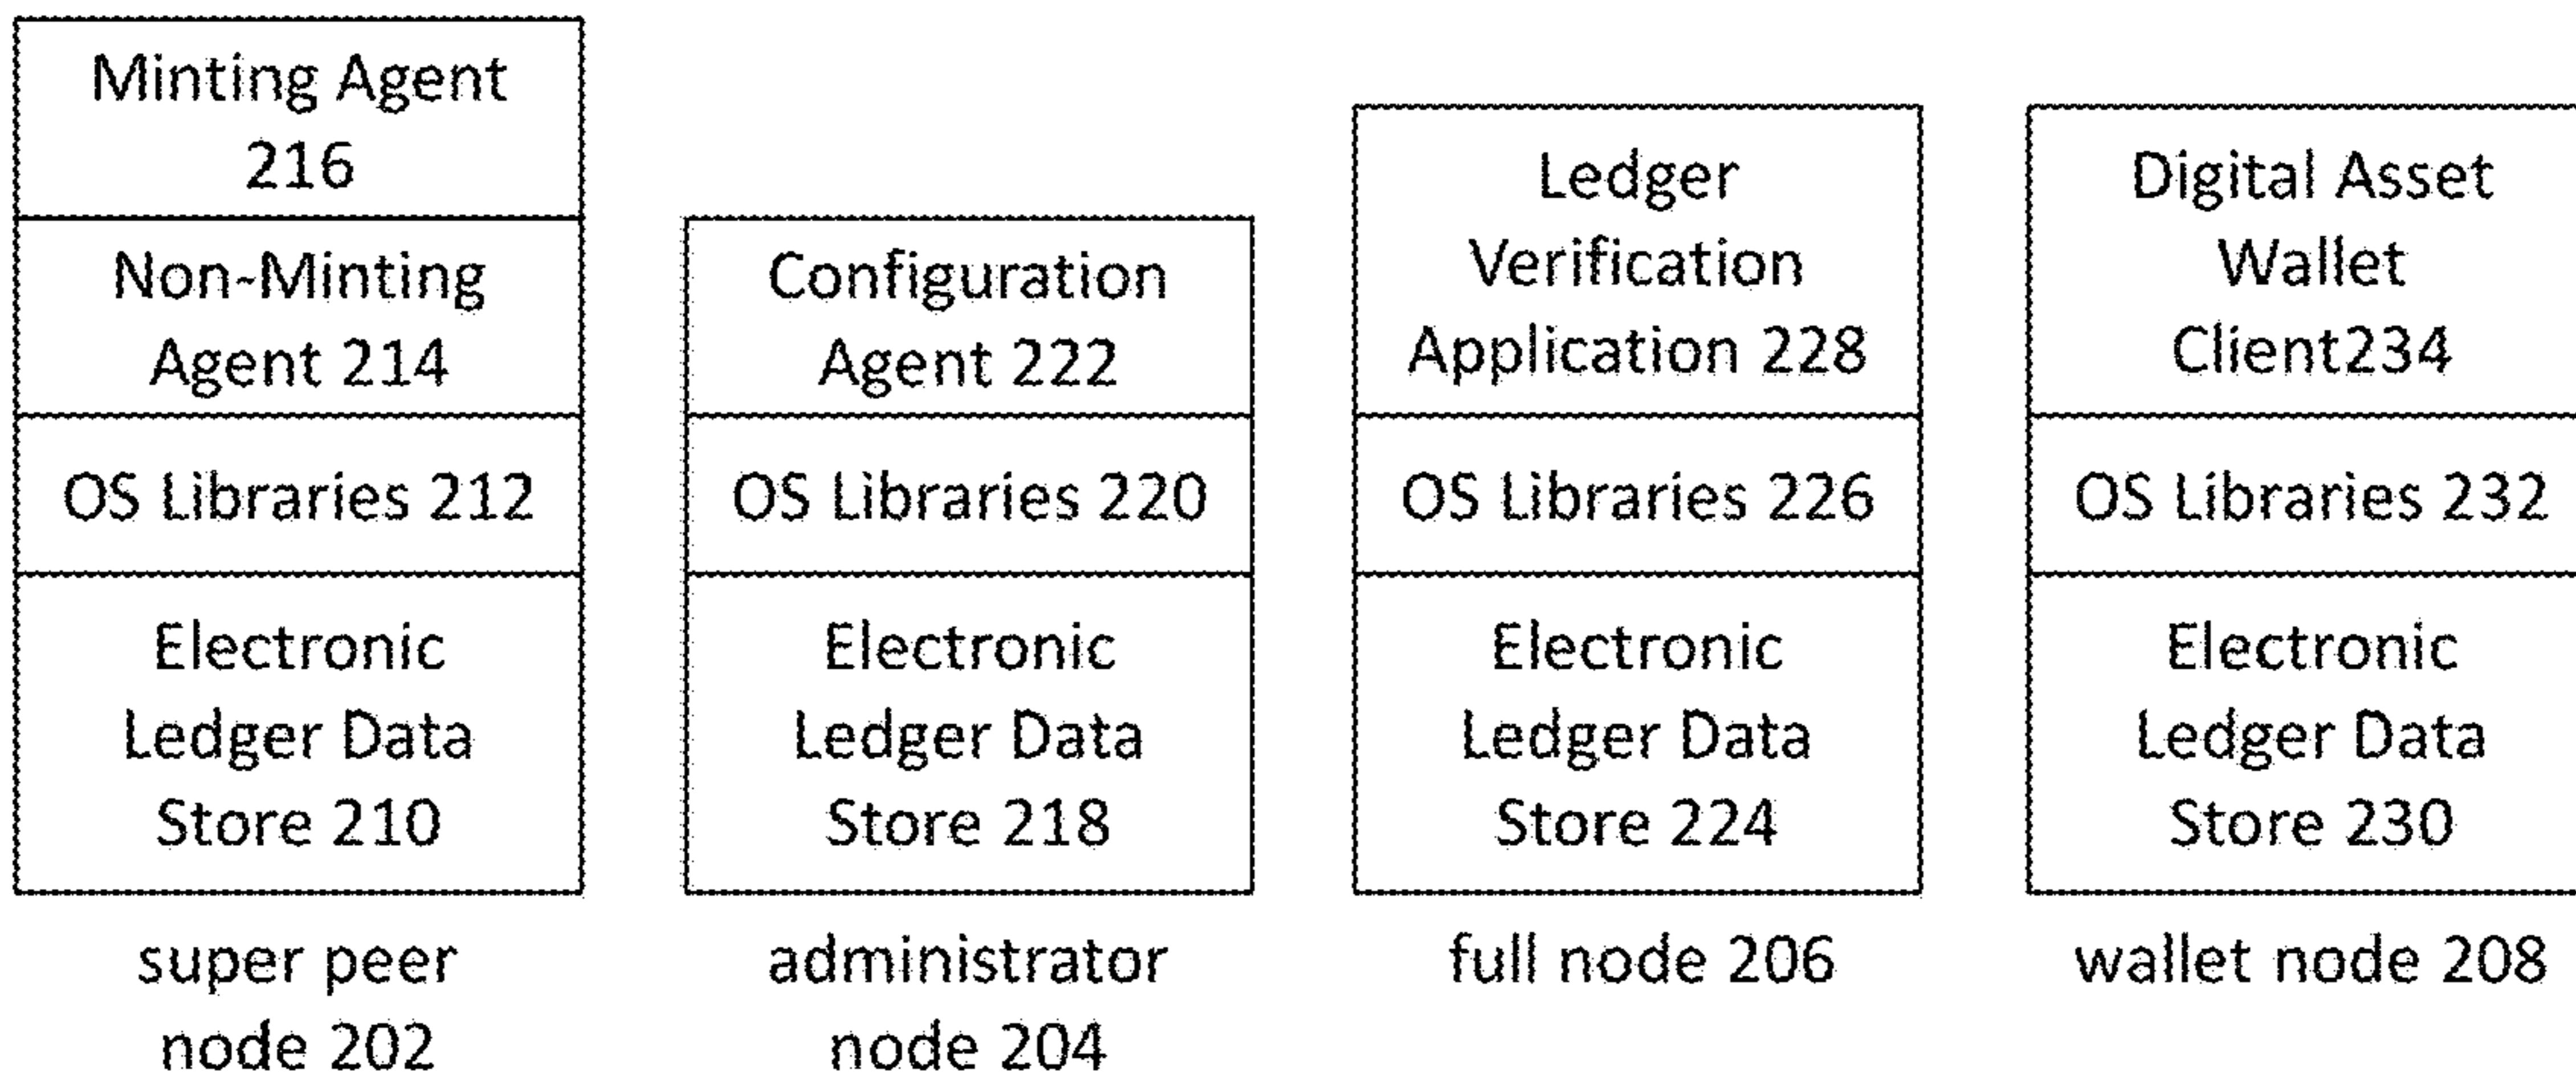 Minting Agent
216
Non-Minting
Agent 214
OS Libraries 212
Electronic
Ledger Data
Store 210
super peer
node 202
Configuration
Agent 222
OS Libraries 220
Electronic
Ledger Data
Store 218
administrator
node 204
Ledger
Verification
Application 228
OS Libraries 226
Electronic
Ledger Data
Store 224
full node 206
Digital Asset
Wallet
Client234
OS Libraries 232
Electronic
Ledger Data
Store 230
wallet node 208